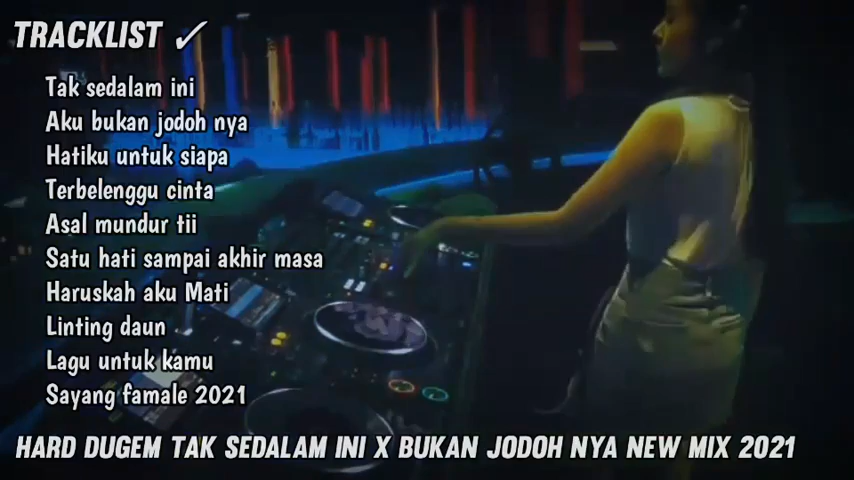 TRACKLIST ✓
Tak sedalam ini
Aku bukan jodoh nya
Hatiku untuk siapa
Terbelenggu cinta
Asal mundur tii
Satu hati sampai akhir masa
Haruskah aku Mati
Linting daun
Lagu untuk kamu
Sayang famale 2021
HARD DUGEM TAK SEDALAM INI X BUKAN JODOH NYA NEW MIX 2021